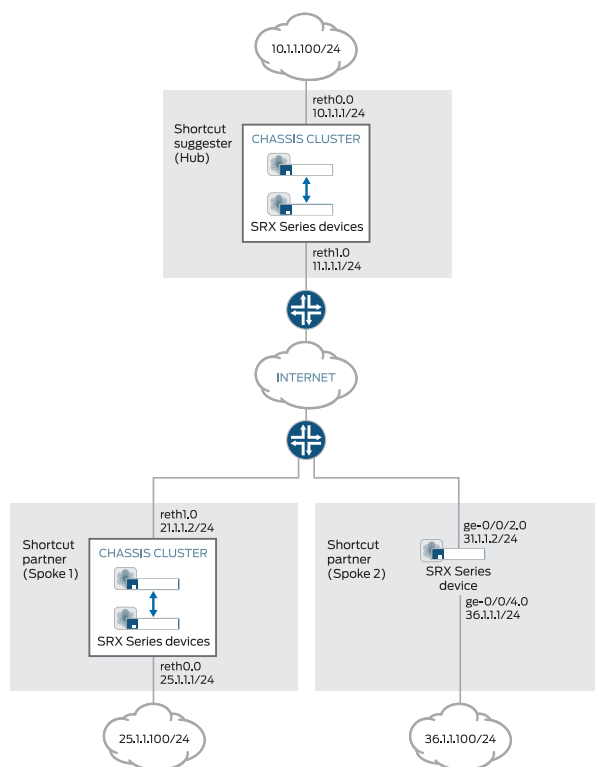 10.1.1.100/24
reth0.0
10.1.1.1/24
Shortcut
suggester
(Hub)
CHASSIS CLUSTER
SRX Series devices
reth1.0
11.1.1.1/24
INTERNET
reth1.0
21.1.1.2/24
Shortcut
partner
(Spoke 1)
CHASSIS CLUSTER
SRX Series devices
reth0.0
25.1.1.1/24
25.1.1.100/24
ge-0/0/2.0
31.1.1.2/24
Shortcut
partner
(Spoke 2)
SRX Series
device
ge-0/0/4.0
36.1.1.1/24
36.1.1.100/24